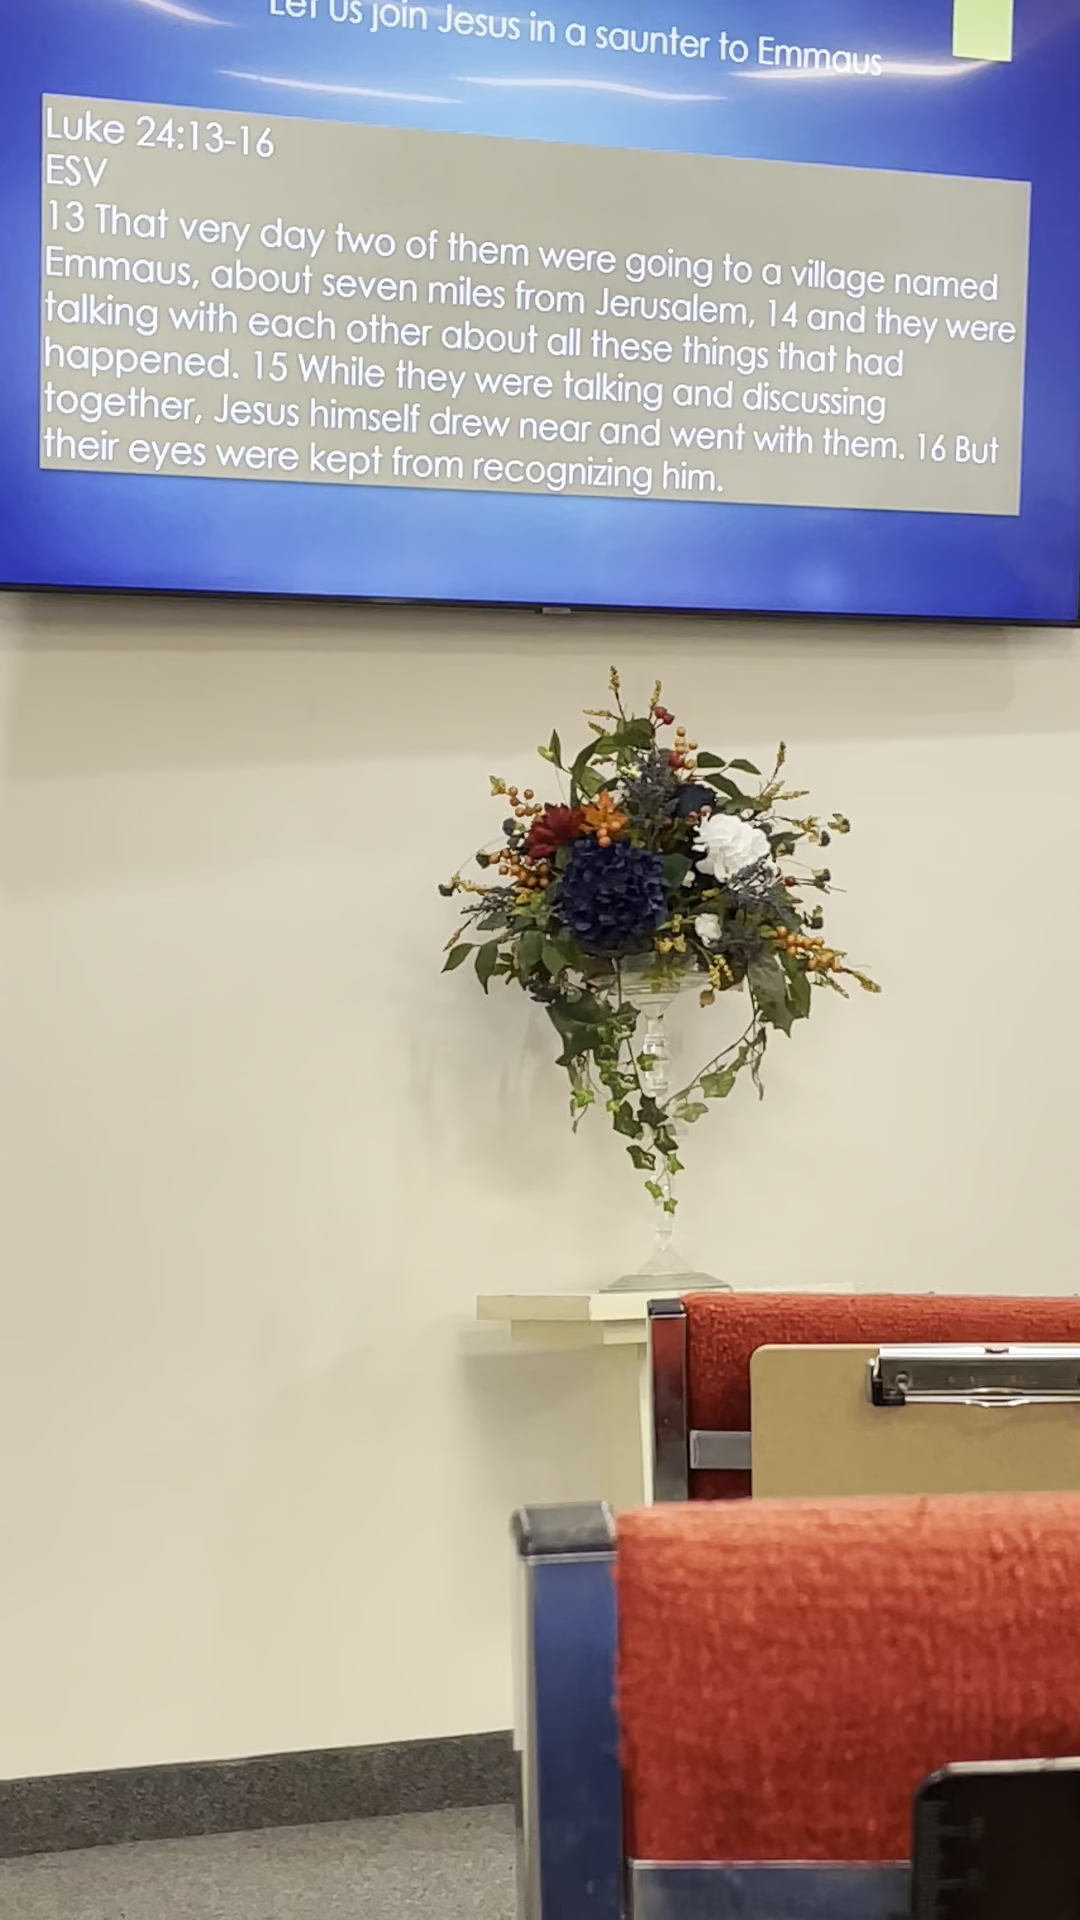 Let us join Jesus in a saunter to Emmaus
Luke 24:13-16
ESV
13 That very day two of them were going to a village named
Emmaus, about seven miles from Jerusalem, 14 and they were
talking with each other about all these things that had
happened. 15 While they were talking and discussing
together, Jesus himself drew near and went with them. 16 But
their eyes were kept from recognizing him.